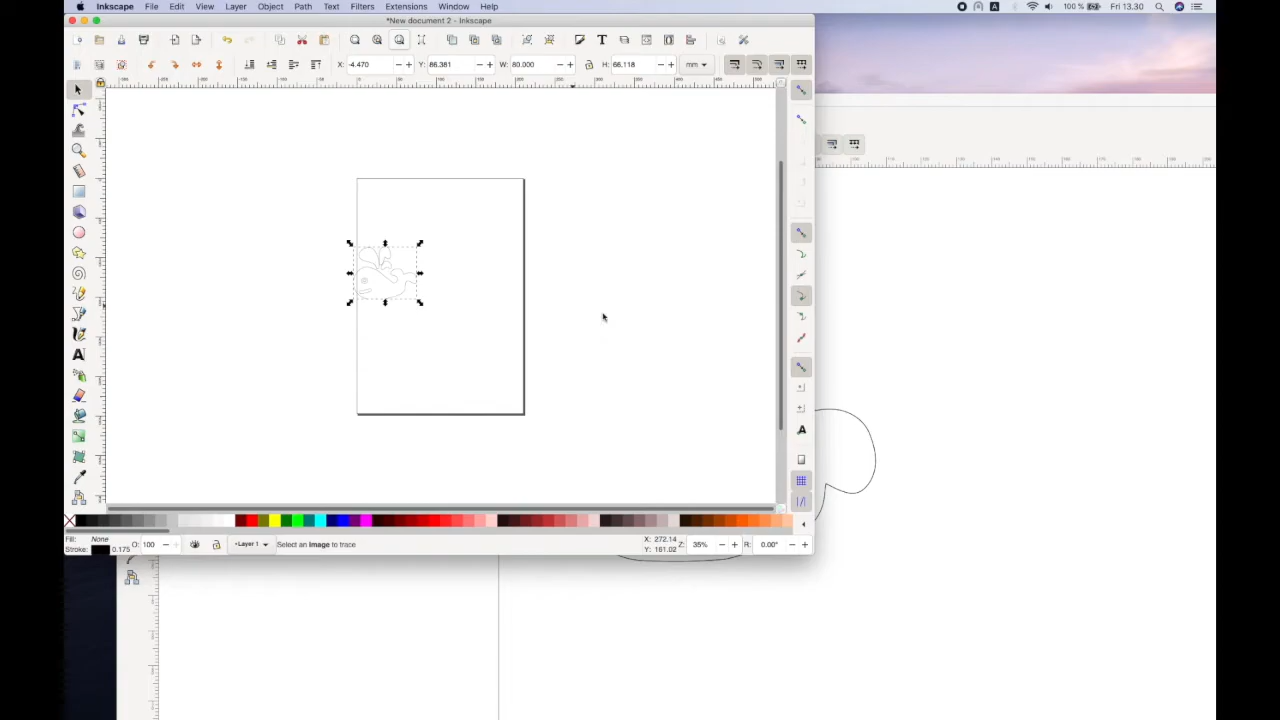 Inkscape File Edit View Layer Object Path Text Filters Extensions Window Help 100 % Fri 13.30
*New document 2 - Inkscape
X: -4.470 Y: 86.381 W: 80.000 H: 66.118 mm
Fill: None
Stroke: 0.175 O: 100 •Layer 1 Select an Image to trace X: 272.14 Y: 161.02 Z: 35% R: 0.00°